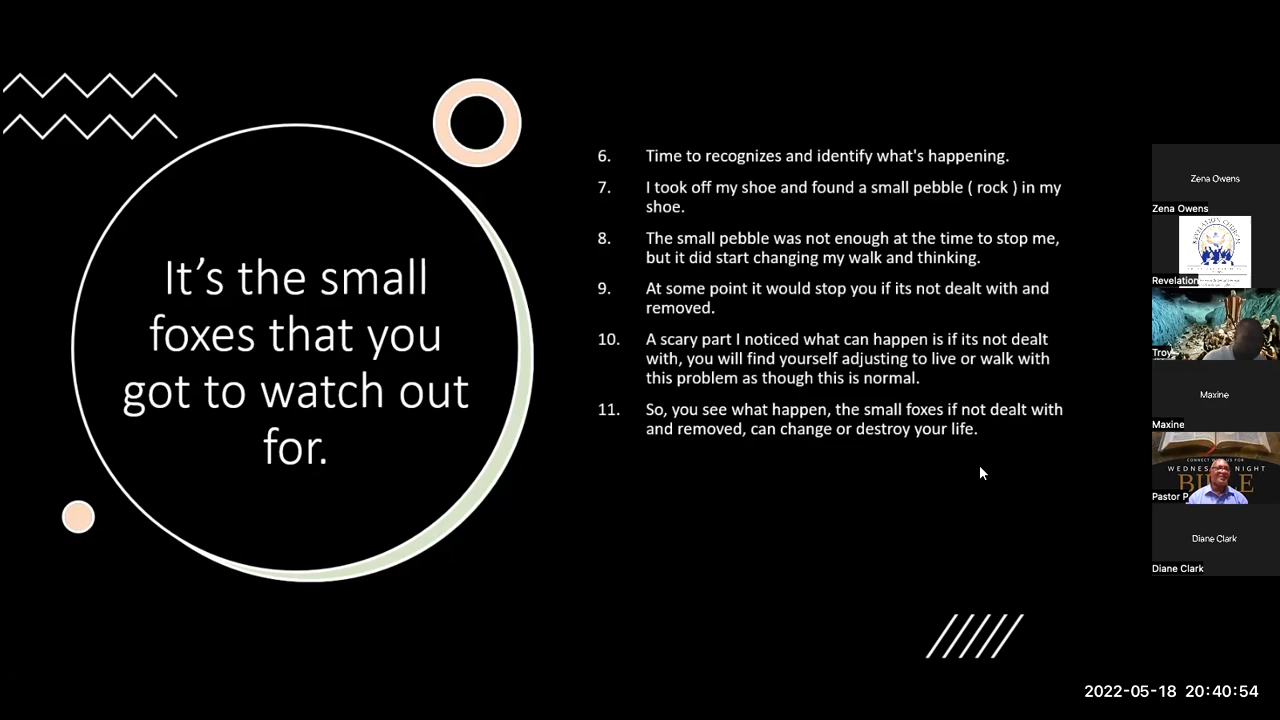 It's the small
foxes that you
got to watch out
for.
6. Time to recognizes and identify what's happening.
7. I took off my shoe and found a small pebble ( rock ) in my
shoe.
8. The small pebble was not enough at the time to stop me,
but it did start changing my walk and thinking.
9. At some point it would stop you if its not dealt with and
removed.
10. A scary part I noticed what can happen is if its not dealt
with, you will find yourself adjusting to live or walk with
this problem as though this is normal.
11. So, you see what happen, the small foxes if not dealt with
and removed, can change or destroy your life.
Zena Owens
Zena Owens
REVELATION CHURCH
Revelation
Troy
Maxine
Maxine
CONNECT WITH US FOR
WEDNESDAY NIGHT
BIBLE
Pastor P
Diane Clark
Diane Clark
2022-05-18 20:40:54